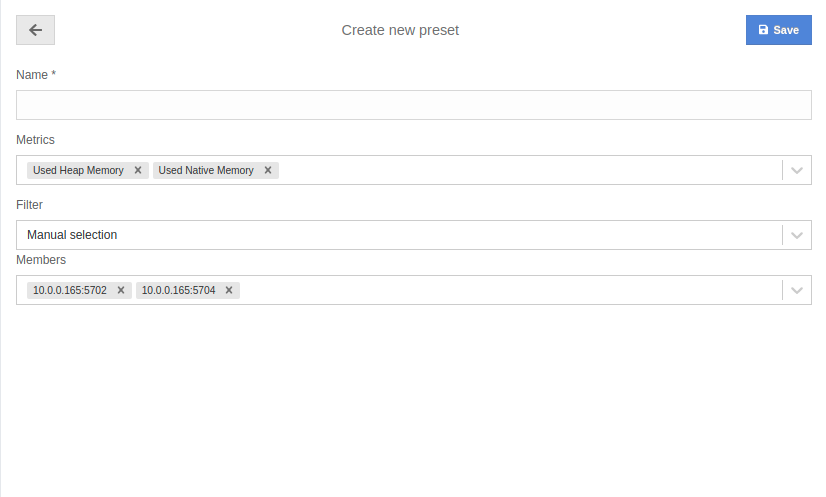 Create new preset
Save
Name *
Metrics
Used Heap Memory Used Native Memory
Filter
Manual selection
Members
10.0.0.165:5702 10.0.0.165:5704